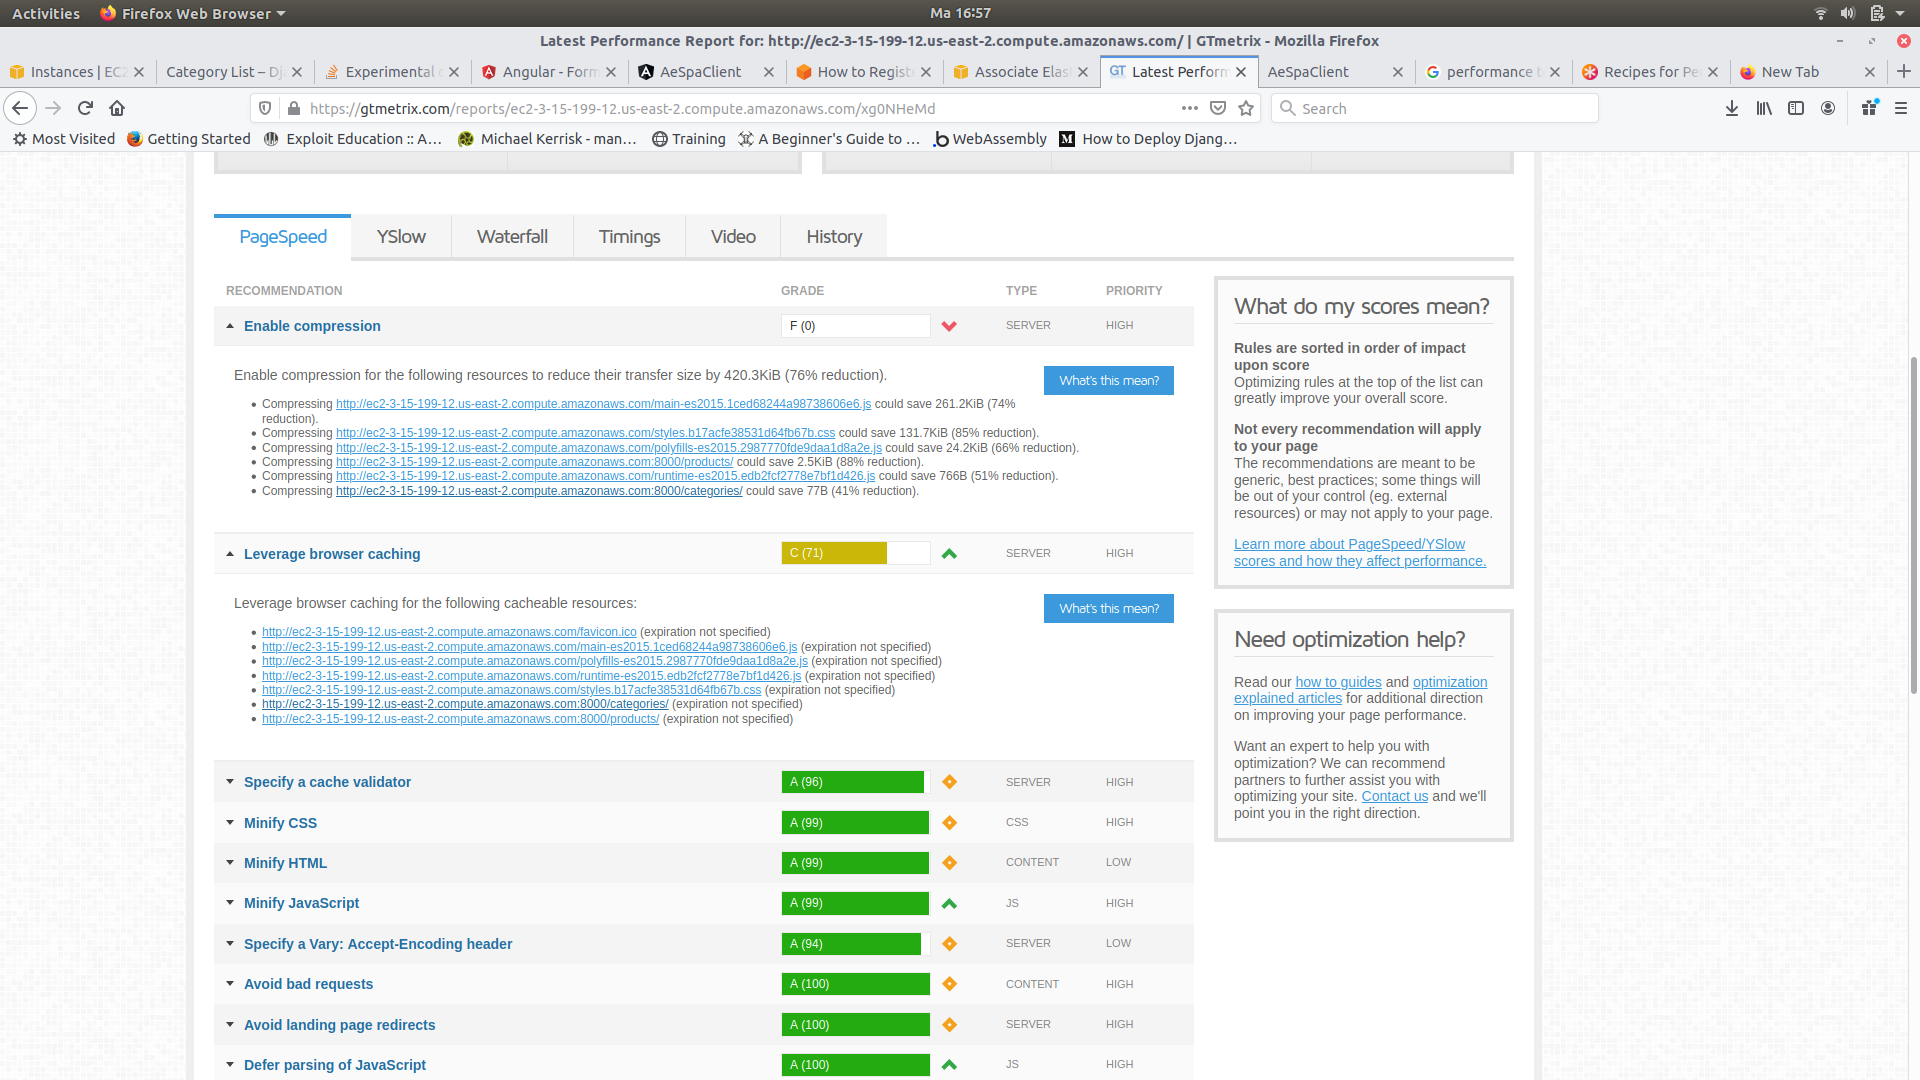 Activities Firefox Web Browser Ma 16:57
Latest Performance Report for: http://ec2-3-15-199-12.us-east-2.compute.amazonaws.com/ | GTmetrix - Mozilla Firefox
Instances | EC2 Category List – Dj Experimental Angular - Form AeSpaClient How to Registe Associate Elas Latest Perform AeSpaClient performance t Recipes for Pe New Tab
https://gtmetrix.com/reports/ec2-3-15-199-12.us-east-2.compute.amazonaws.com/xg0NHeMd Search
Most Visited Getting Started Exploit Education :: A… Michael Kerrisk - man… Training A Beginner's Guide to … WebAssembly How to Deploy Djang…
PageSpeed YSlow Waterfall Timings Video History
RECOMMENDATION GRADE TYPE PRIORITY
Enable compression F (0) SERVER HIGH
Enable compression for the following resources to reduce their transfer size by 420.3KiB (76% reduction). What's this mean?
Compressing http://ec2-3-15-199-12.us-east-2.compute.amazonaws.com/main-es2015.1ced68244a98738606e6.js could save 261.2KiB (74%
reduction).
Compressing http://ec2-3-15-199-12.us-east-2.compute.amazonaws.com/styles.b17acfe38531d64fb67b.css could save 131.7KiB (85% reduction).
Compressing http://ec2-3-15-199-12.us-east-2.compute.amazonaws.com/polyfills-es2015.2987770fde9daa1d8a2e.js could save 24.2KiB (66% reduction).
Compressing http://ec2-3-15-199-12.us-east-2.compute.amazonaws.com:8000/products/ could save 2.5KiB (88% reduction).
Compressing http://ec2-3-15-199-12.us-east-2.compute.amazonaws.com/runtime-es2015.edb2fcf2778e7bf1d426.js could save 766B (51% reduction).
Compressing http://ec2-3-15-199-12.us-east-2.compute.amazonaws.com:8000/categories/ could save 77B (41% reduction).
Leverage browser caching C (71) SERVER HIGH
Leverage browser caching for the following cacheable resources: What's this mean?
http://ec2-3-15-199-12.us-east-2.compute.amazonaws.com/favicon.ico (expiration not specified)
http://ec2-3-15-199-12.us-east-2.compute.amazonaws.com/main-es2015.1ced68244a98738606e6.js (expiration not specified)
http://ec2-3-15-199-12.us-east-2.compute.amazonaws.com/polyfills-es2015.2987770fde9daa1d8a2e.js (expiration not specified)
http://ec2-3-15-199-12.us-east-2.compute.amazonaws.com/runtime-es2015.edb2fcf2778e7bf1d426.js (expiration not specified)
http://ec2-3-15-199-12.us-east-2.compute.amazonaws.com/styles.b17acfe38531d64fb67b.css (expiration not specified)
http://ec2-3-15-199-12.us-east-2.compute.amazonaws.com:8000/categories/ (expiration not specified)
http://ec2-3-15-199-12.us-east-2.compute.amazonaws.com:8000/products/ (expiration not specified)
Specify a cache validator A (96) SERVER HIGH
Minify CSS A (99) CSS HIGH
Minify HTML A (99) CONTENT LOW
Minify JavaScript A (99) JS HIGH
Specify a Vary: Accept-Encoding header A (94) SERVER LOW
Avoid bad requests A (100) CONTENT HIGH
Avoid landing page redirects A (100) SERVER HIGH
Defer parsing of JavaScript A (100) JS HIGH
What do my scores mean?
Rules are sorted in order of impact
upon score
Optimizing rules at the top of the list can
greatly improve your overall score.
Not every recommendation will apply
to your page
The recommendations are meant to be
generic, best practices; some things will
be out of your control (eg. external
resources) or may not apply to your page.
Learn more about PageSpeed/YSlow
scores and how they affect performance.
Need optimization help?
Read our how to guides and optimization
explained articles for additional direction
on improving your page performance.
Want an expert to help you with
optimization? We can recommend
partners to further assist you with
optimizing your site. Contact us and we'll
point you in the right direction.